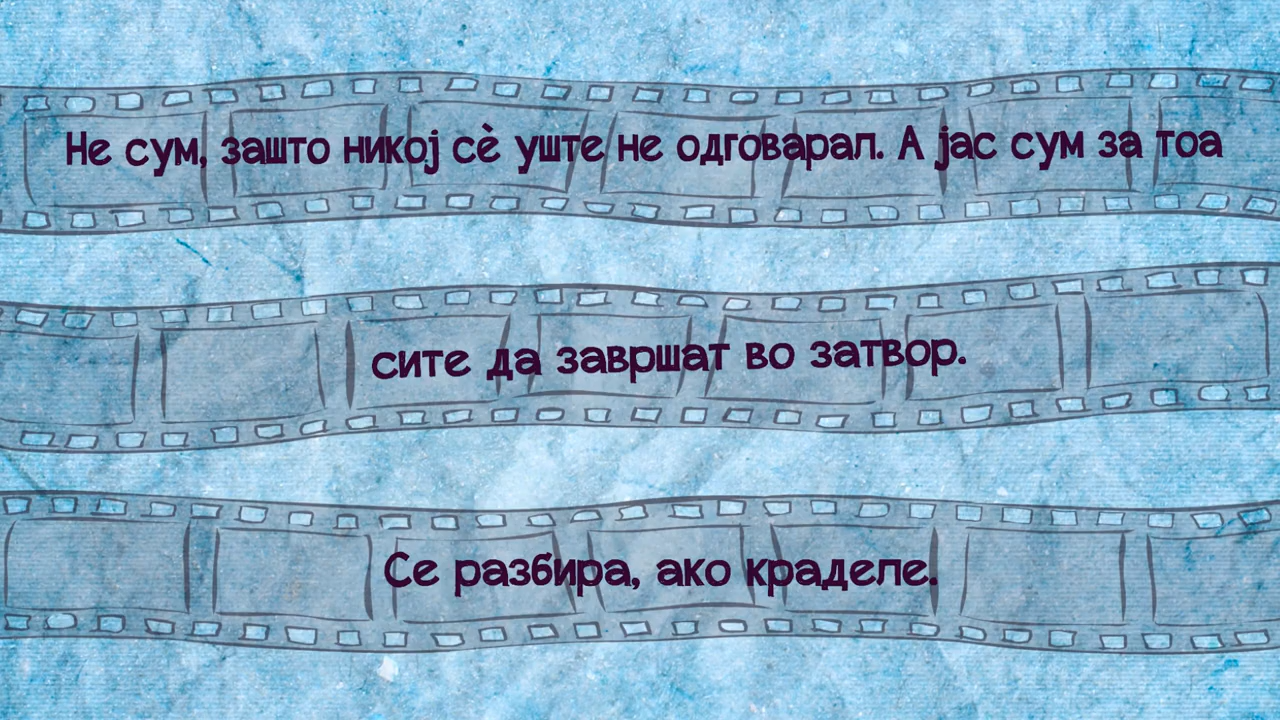 Не сум, зашто никој сѐ уште не одговарал. А јас сум за тоа
сите да завршат во затвор.
Се разбира, ако краделе.